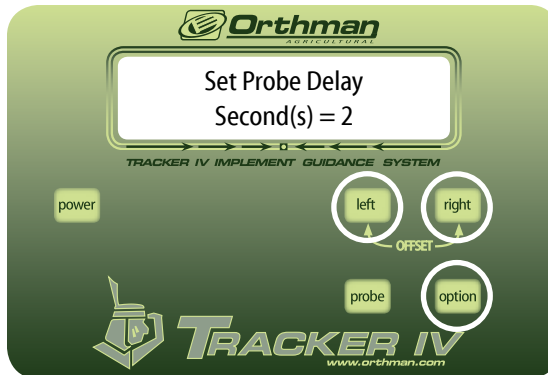 Orthman
AGRICULTURAL
Set Probe Delay
Second(s) = 2
TRACKER IV IMPLEMENT GUIDANCE SYSTEM
power
left
right
OFFSET
probe
option
TRACKER IV
www.orthman.com